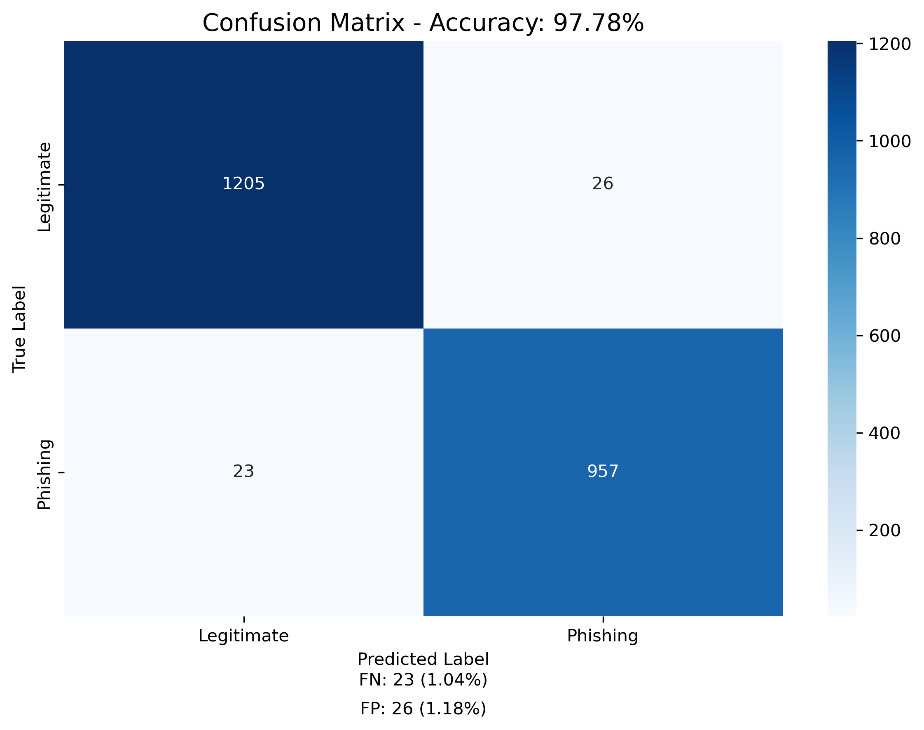 Confusion Matrix - Accuracy: 97.78%
1200
1000
800
600
400
200
True Label
Legitimate
Phishing
1205
26
23
957
Legitimate
Phishing
Predicted Label
FN: 23 (1.04%)
FP: 26 (1.18%)